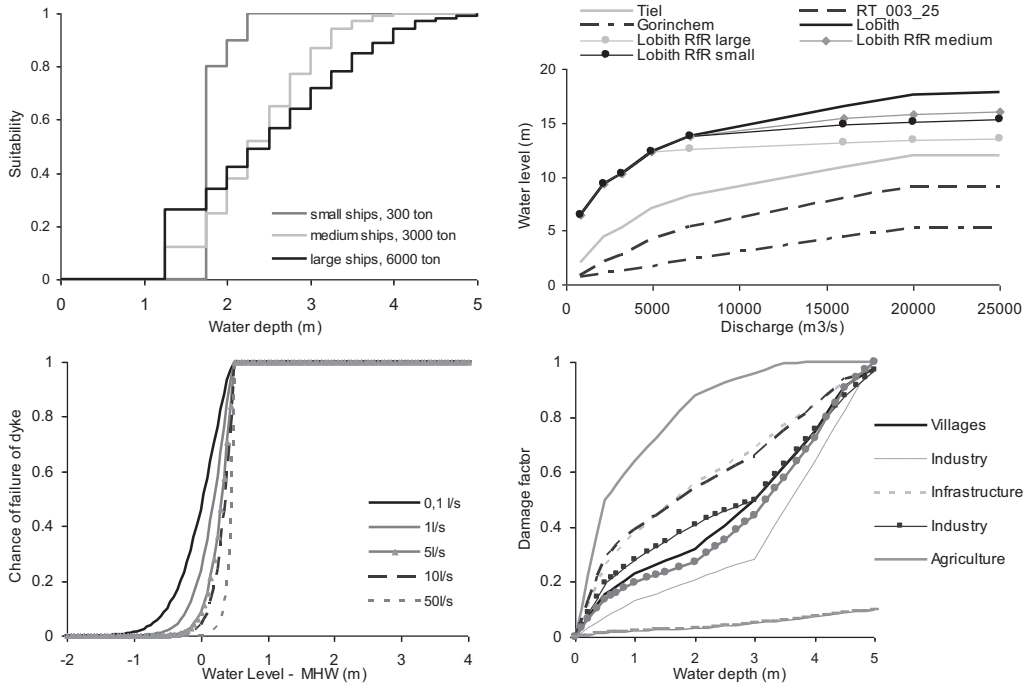 1
0.8
0.6
0.4
0.2
0
Suitability
small ships, 300 ton
medium ships, 3000 ton
large ships, 6000 ton
0 1 2 3 4 5
Water depth (m)
Tiel
RT_003_25
Gorinchem
Lobith
Lobith RfR large
Lobith RfR medium
Lobith RfR small
20
15
10
5
0
Water level (m)
0 5000 10000 15000 20000 25000
Discharge (m3/s)
1
0.8
0.6
0.4
0.2
0
Chance of failure of dyke
0,1 l/s
1l/s
5l/s
10l/s
50l/s
-2 -1 0 1 2 3 4
Water Level - MHW (m)
1
0.8
0.6
0.4
0.2
0
Damage factor
Villages
Industry
Infrastructure
Industry
Agriculture
0 1 2 3 4 5
Water depth (m)